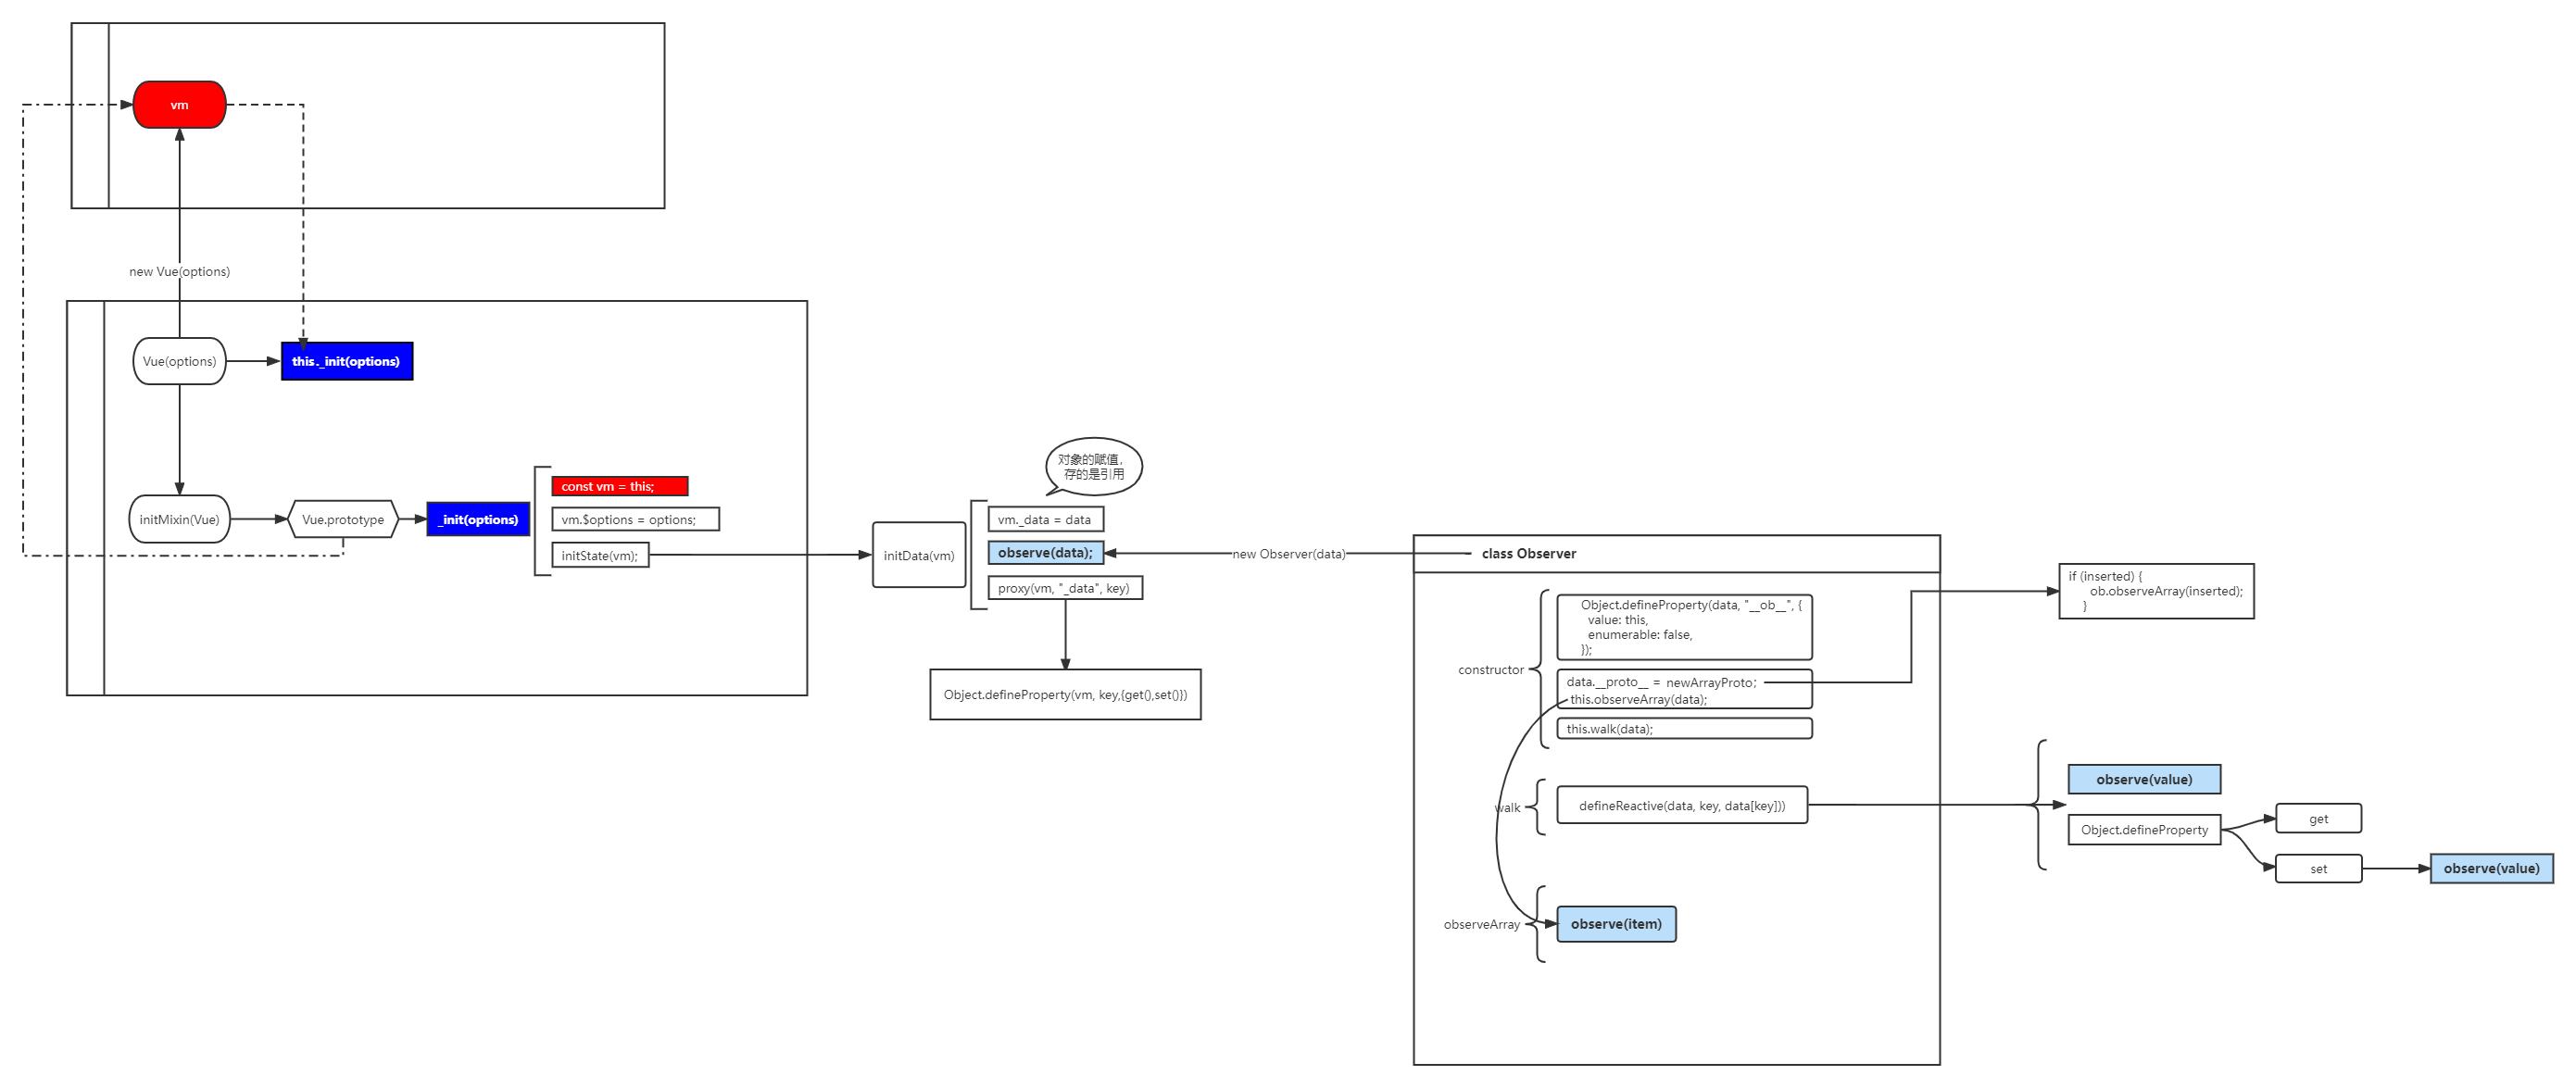 vm
new Vue(options)
Vue(options)
this._init(options)
initMixin(Vue)
Vue.prototype
_init(options)
const vm = this;
vm.$options = options;
initState(vm);
initData(vm)
对象的赋值，
存的是引用
vm._data = data
observe(data);
proxy(vm, "_data", key)
Object.defineProperty(vm, key,{get(),set()})
new Observer(data)
class Observer
constructor
Object.defineProperty(data, "__ob__", {
value: this,
enumerable: false,
});
data.__proto__ = newArrayProto;
this.observeArray(data);
this.walk(data);
if (inserted) {
ob.observeArray(inserted);
}
walk
defineReactive(data, key, data[key]))
observe(value)
Object.defineProperty
get
set
observe(value)
observeArray
observe(item)